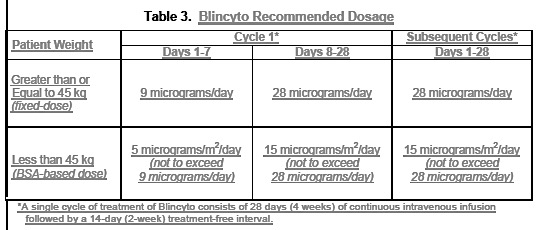 Table 3. Blincyto Recommended Dosage
Patient Weight
Cycle 1*
Subsequent Cycles*
Days 1-7
Days 8-28
Days 1-28
Greater than or
Equal to 45 kg
(fixed-dose)
9 micrograms/day
28 micrograms/day
28 micrograms/day
Less than 45 kg
(BSA-based dose)
5 micrograms/m²/day
(not to exceed
9 micrograms/day)
15 micrograms/m²/day
(not to exceed
28 micrograms/day)
15 micrograms/m²/day
(not to exceed
28 micrograms/day)
*A single cycle of treatment of Blincyto consists of 28 days (4 weeks) of continuous intravenous infusion
followed by a 14-day (2-week) treatment-free interval.